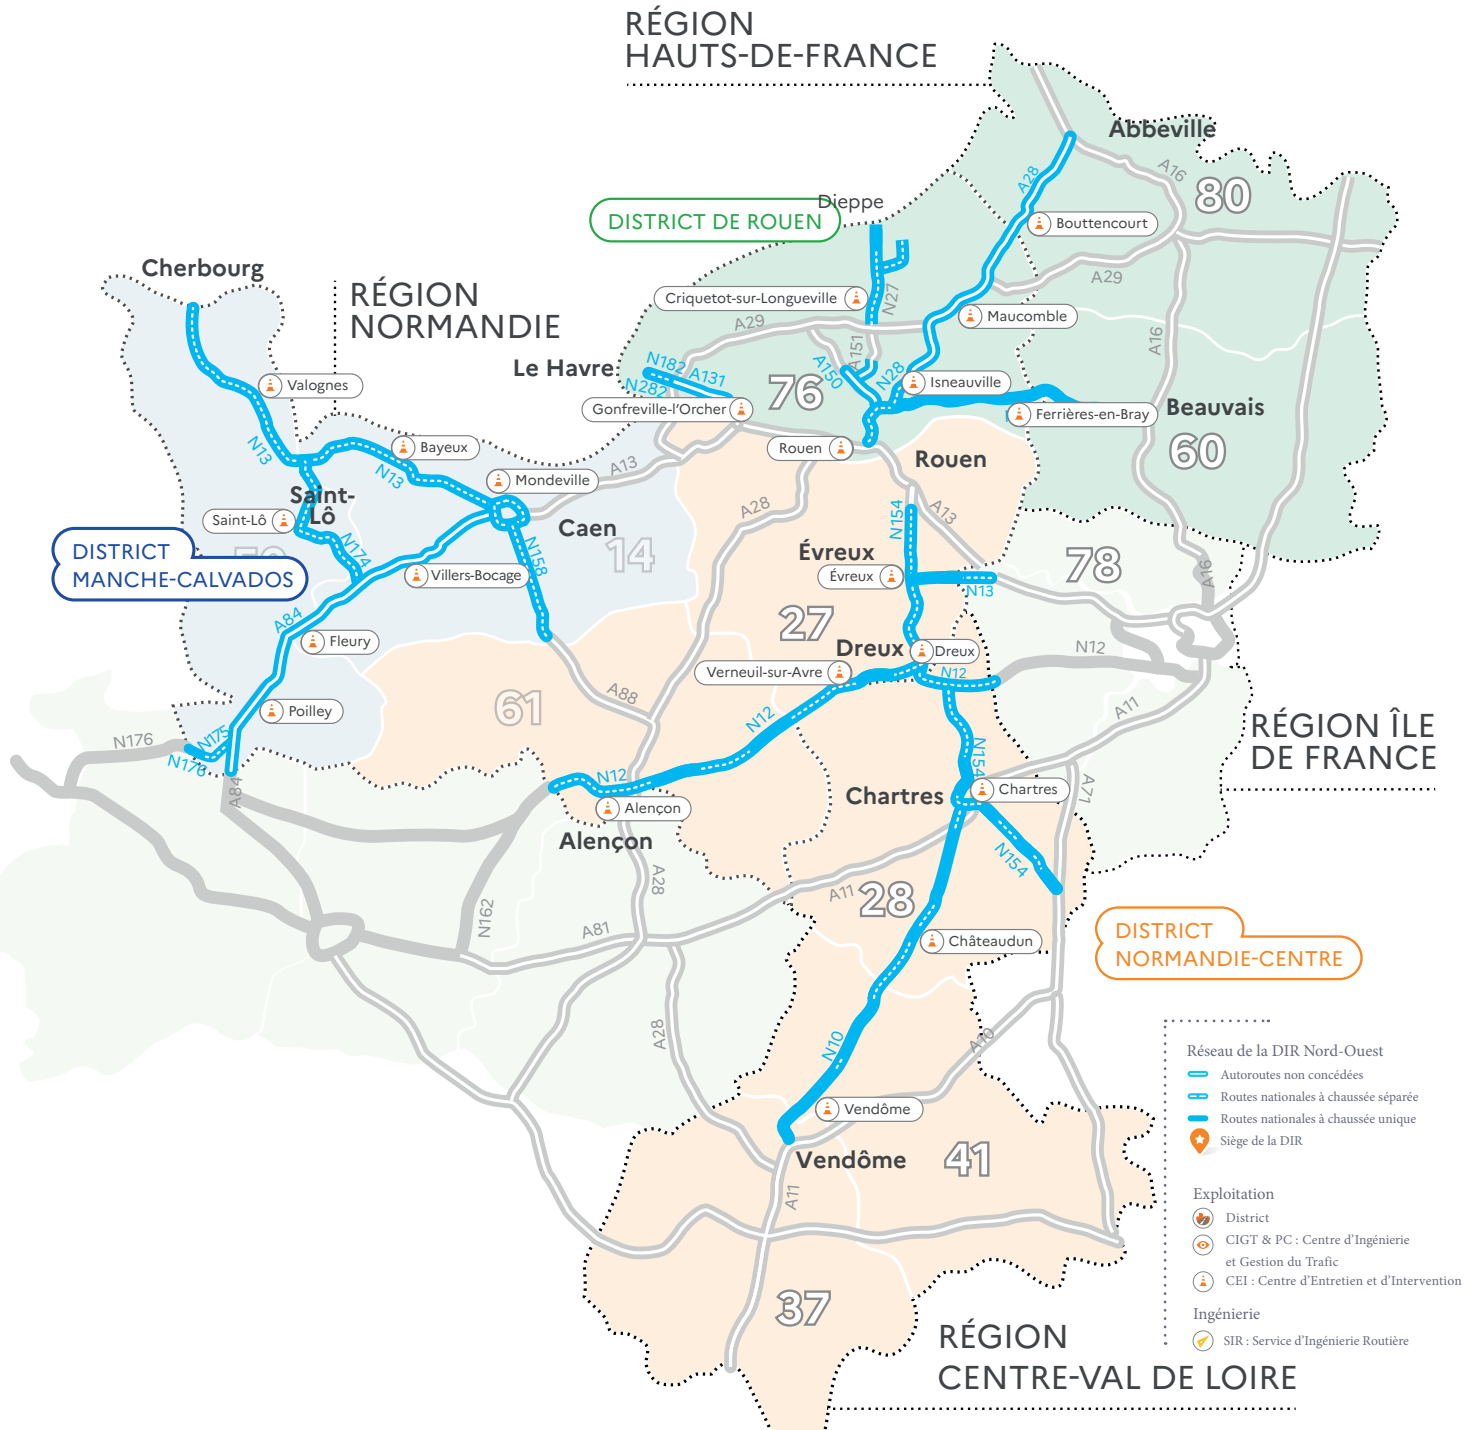 RÉGION
HAUTS-DE-FRANCE
Abbeville
A16
80
A28
Dieppe
DISTRICT DE ROUEN
Bouttencourt
Cherbourg
A29
RÉGION
NORMANDIE
Criquetot-sur-Longueville
N27
A29
Maucomble
A16
A151
Le Havre
N182
A131
N282
A150
N28
Valognes
76
Isneauville
Gonfreville-l'Orcher
Ferrières-en-Bray
Beauvais
N13
Bayeux
Rouen
Rouen
60
A13
N13
Mondeville
Saint-
Lô
Saint-Lô
A28
N154
A13
Caen
14
DISTRICT
MANCHE-CALVADOS
N174
N158
Évreux
78
Villers-Bocage
Évreux
N13
A16
A84
Fleury
27
Dreux
Dreux
N12
Verneuil-sur-Avre
N12
61
A88
Poilley
N12
A11
N176
N175
N176
N154
RÉGION ÎLE
DE FRANCE
A84
N12
Chartres
Chartres
A71
Alençon
Alençon
N154
A28
A11
28
N162
A81
DISTRICT
NORMANDIE-CENTRE
Châteaudun
A28
N10
A10
Réseau de la DIR Nord-Ouest
Autoroutes non concédées
Routes nationales à chaussée séparée
Routes nationales à chaussée unique
Siège de la DIR
Vendôme
Vendôme
41
A11
Exploitation
District
CIGT & PC : Centre d'Ingénierie
et Gestion du Trafic
CEI : Centre d'Entretien et d'Intervention
Ingénierie
SIR : Service d'Ingénierie Routière
37
RÉGION
CENTRE-VAL DE LOIRE